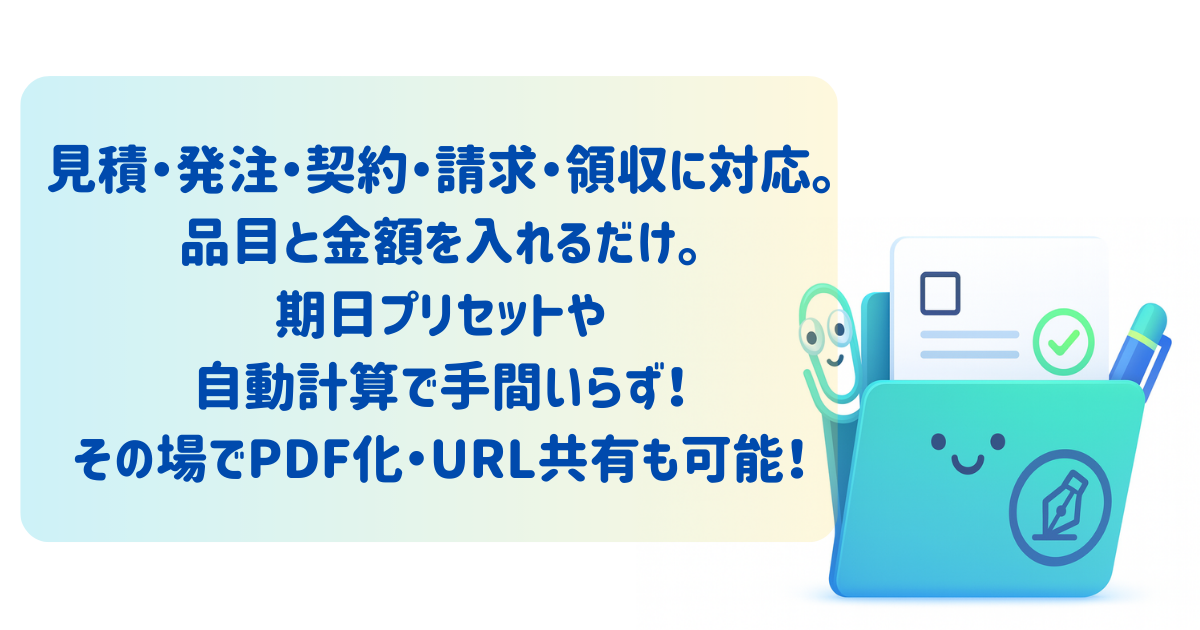 見積・発注・契約・請求・領収に対応。
品目と金額を入れるだけ。
期日プリセットや
自動計算で手間いらず!
その場でPDF化・URL共有も可能!